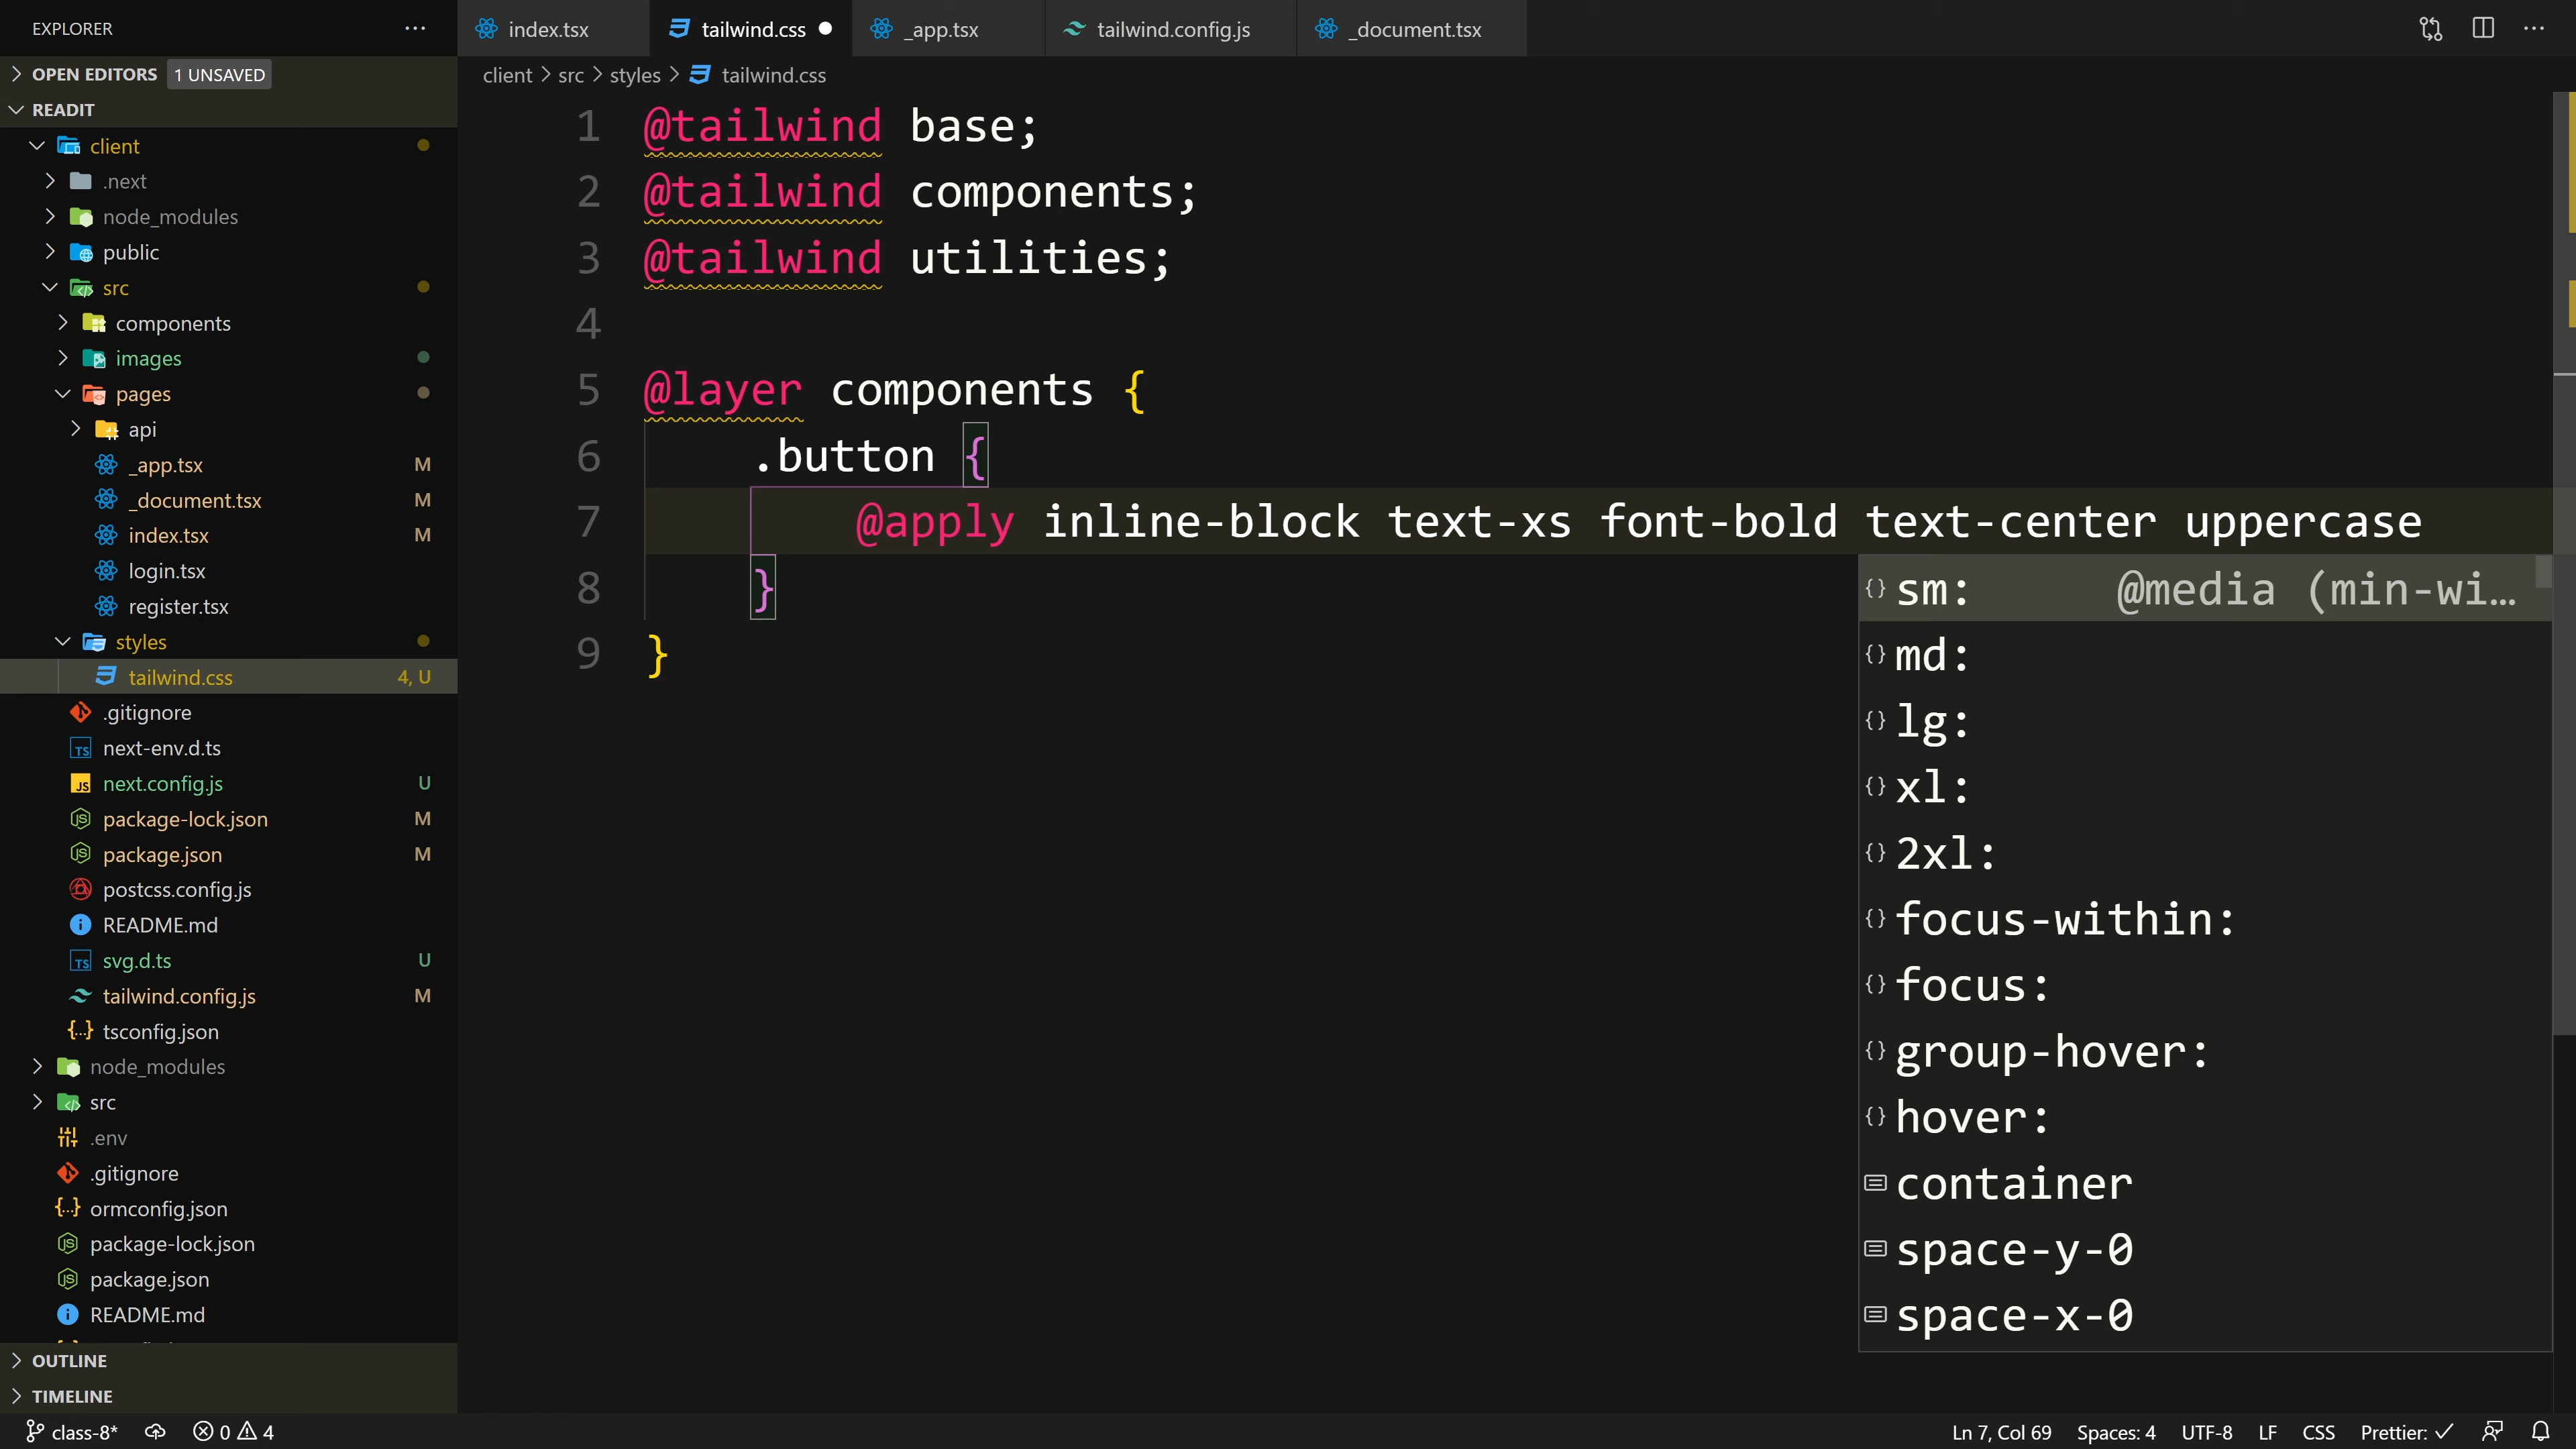 EXPLORER
OPEN EDITORS 1 UNSAVED
READIT
client
.next
node_modules
public
src
components
images
pages
api
_app.tsx M
_document.tsx M
index.tsx M
login.tsx
register.tsx
styles
tailwind.css 4, U
.gitignore
next-env.d.ts
next.config.js U
package-lock.json M
package.json M
postcss.config.js
README.md
svg.d.ts U
tailwind.config.js M
tsconfig.json
node_modules
src
.env
.gitignore
ormconfig.json
package-lock.json
package.json
README.md
OUTLINE
TIMELINE
index.tsx tailwind.css _app.tsx tailwind.config.js _document.tsx
client > src > styles > tailwind.css
1 @tailwind base;
2 @tailwind components;
3 @tailwind utilities;
4
5 @layer components {
6 .button {
7 @apply inline-block text-xs font-bold text-center uppercase
8 }
9 }
{} sm: @media (min-wi…
{} md:
{} lg:
{} xl:
{} 2xl:
{} focus-within:
{} focus:
{} group-hover:
{} hover:
container
space-y-0
space-x-0
class-8* 0 4 Ln 7, Col 69 Spaces: 4 UTF-8 LF CSS Prettier: ✓